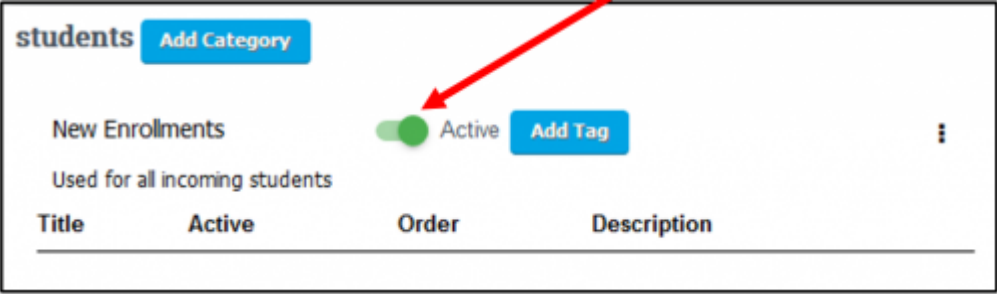 students Add Category
New Enrollments Active Add Tag
Used for all incoming students
Title Active Order Description